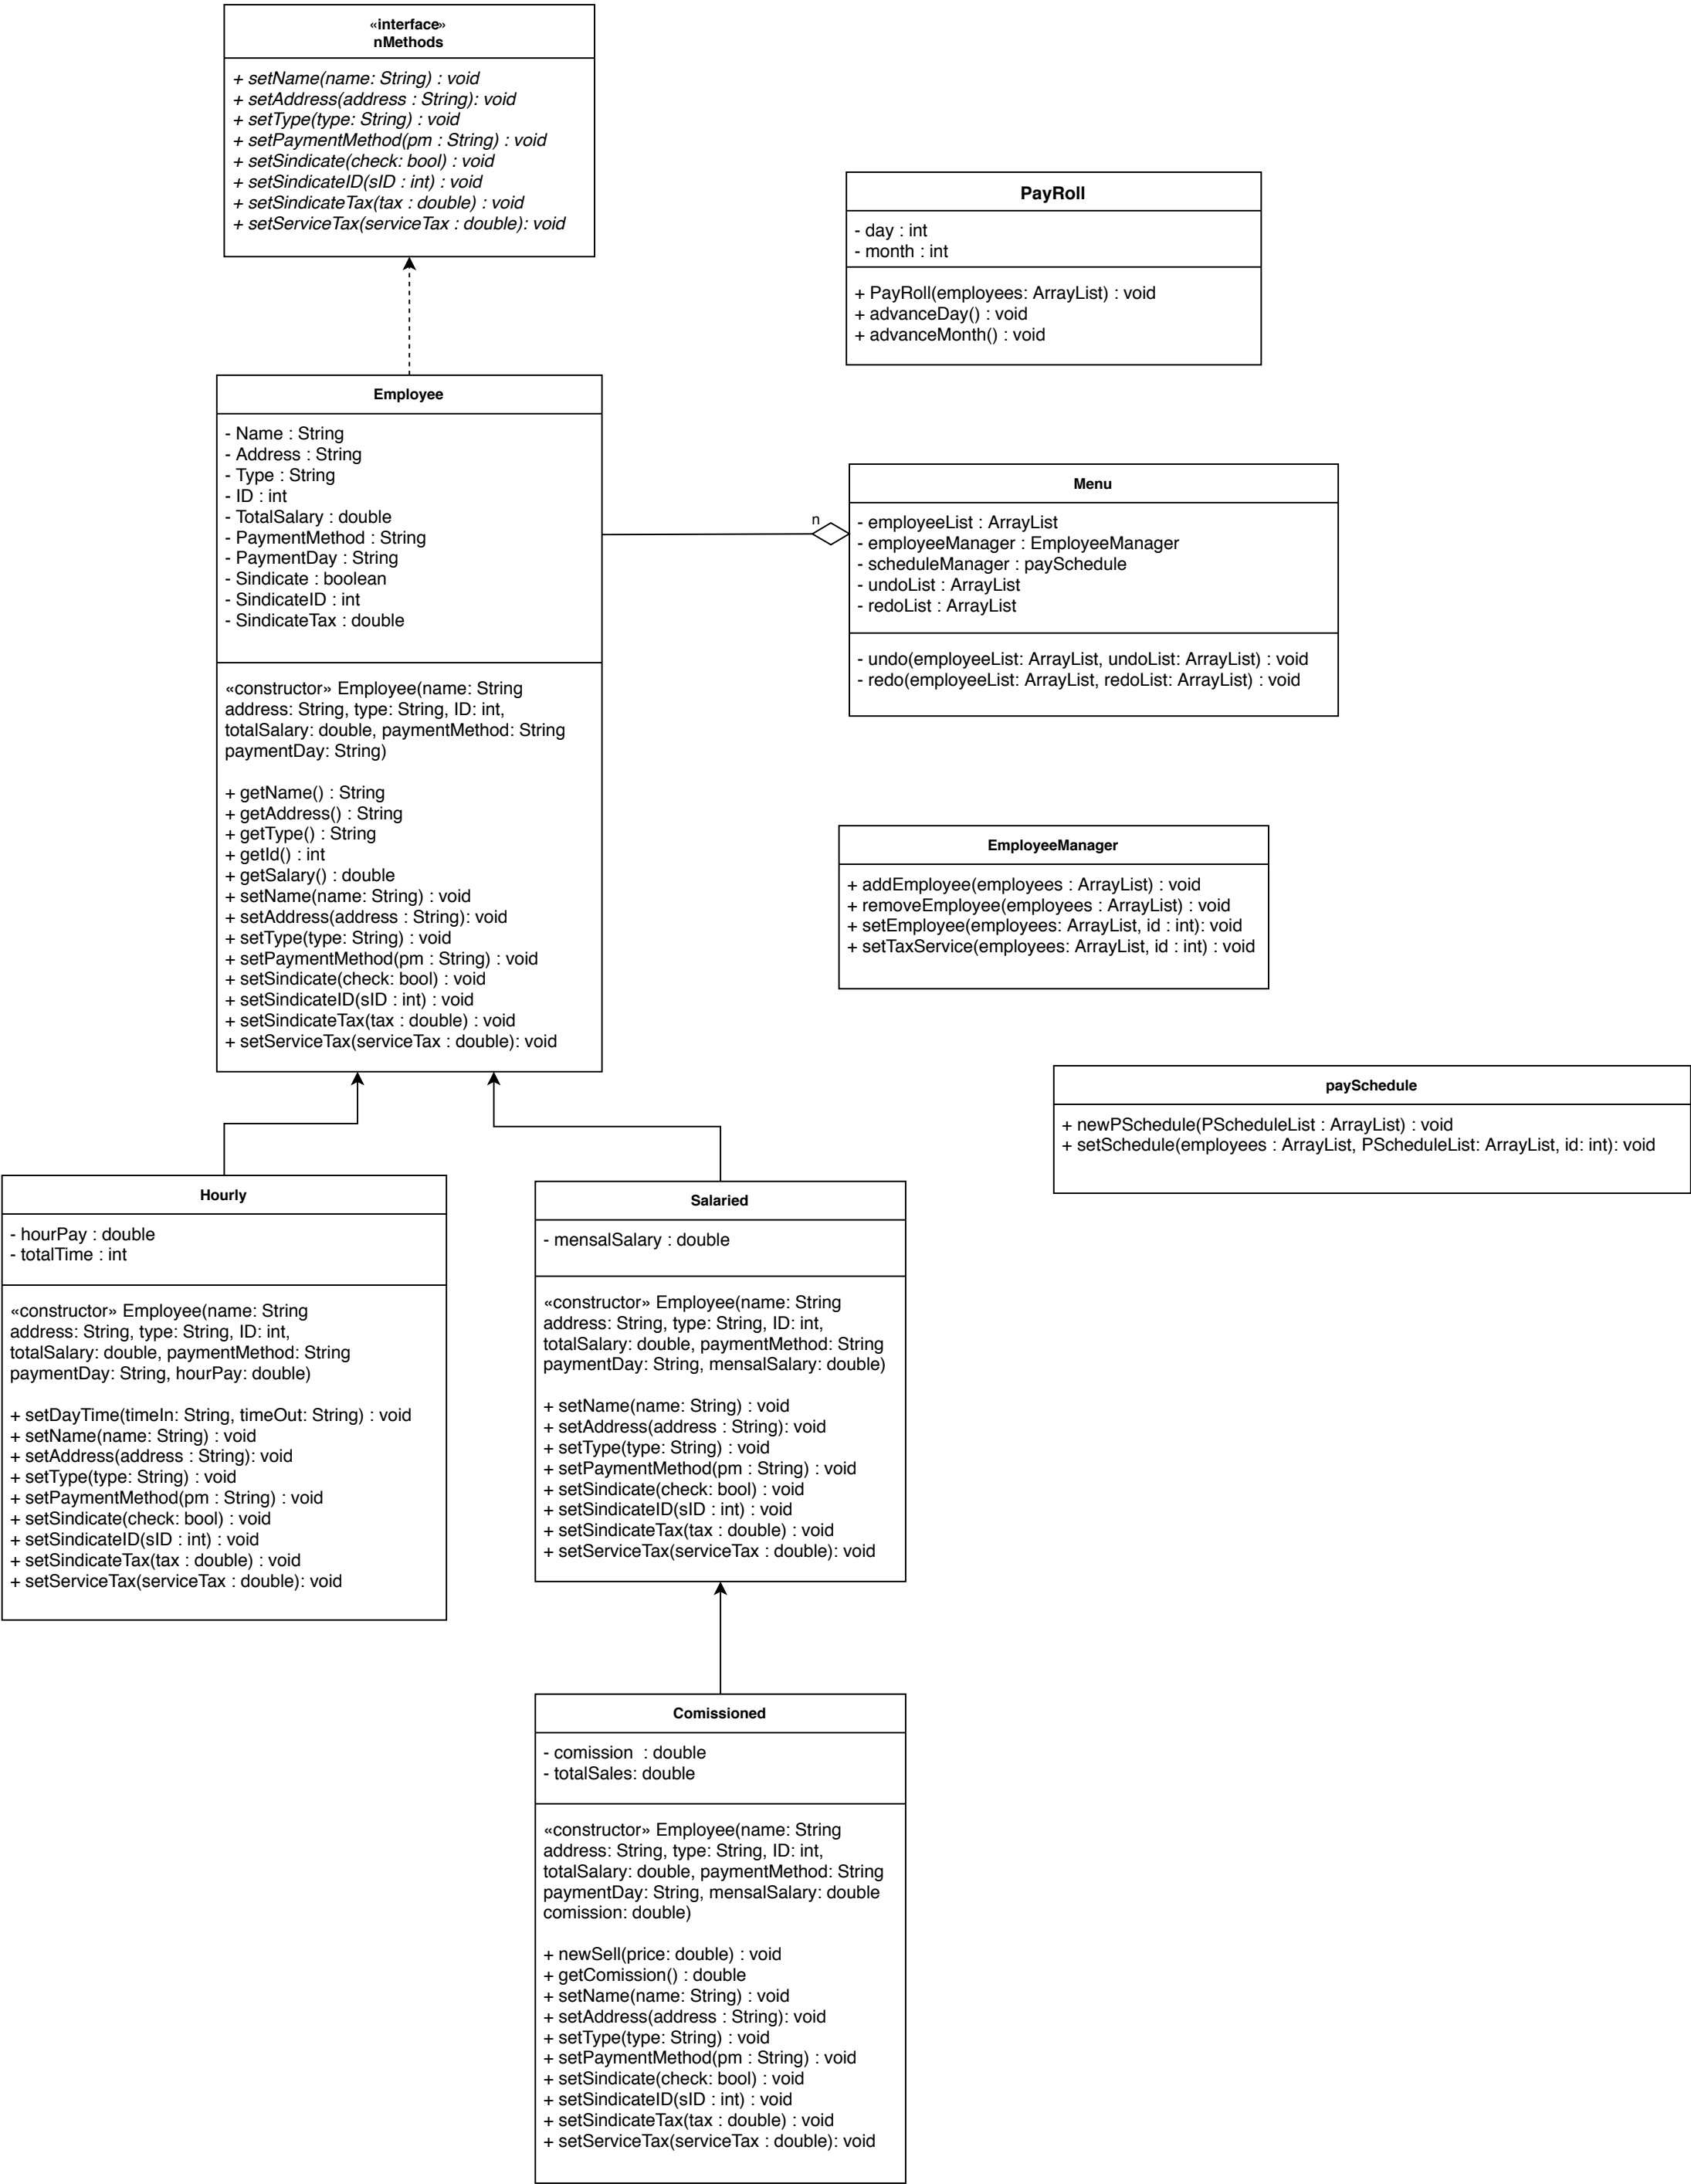 «interface»
nMethods
+ setName(name: String) : void
+ setAddress(address : String): void
+ setType(type: String) : void
+ setPaymentMethod(pm : String) : void
+ setSindicate(check: bool) : void
+ setSindicateID(sID : int) : void
+ setSindicateTax(tax : double) : void
+ setServiceTax(serviceTax : double): void
PayRoll
- day : int
- month : int
+ PayRoll(employees: ArrayList) : void
+ advanceDay() : void
+ advanceMonth() : void
Employee
- Name : String
- Address : String
- Type : String
- ID : int
- TotalSalary : double
- PaymentMethod : String
- PaymentDay : String
- Sindicate : boolean
- SindicateID : int
- SindicateTax : double
«constructor» Employee(name: String
address: String, type: String, ID: int,
totalSalary: double, paymentMethod: String
paymentDay: String)
+ getName() : String
+ getAddress() : String
+ getType() : String
+ getId() : int
+ getSalary() : double
+ setName(name: String) : void
+ setAddress(address : String): void
+ setType(type: String) : void
+ setPaymentMethod(pm : String) : void
+ setSindicate(check: bool) : void
+ setSindicateID(sID : int) : void
+ setSindicateTax(tax : double) : void
+ setServiceTax(serviceTax : double): void
n
Menu
- employeeList : ArrayList
- employeeManager : EmployeeManager
- scheduleManager : paySchedule
- undoList : ArrayList
- redoList : ArrayList
- undo(employeeList: ArrayList, undoList: ArrayList) : void
- redo(employeeList: ArrayList, redoList: ArrayList) : void
EmployeeManager
+ addEmployee(employees : ArrayList) : void
+ removeEmployee(employees : ArrayList) : void
+ setEmployee(employees: ArrayList, id : int): void
+ setTaxService(employees: ArrayList, id : int) : void
paySchedule
+ newPSchedule(PScheduleList : ArrayList) : void
+ setSchedule(employees : ArrayList, PScheduleList: ArrayList, id: int): void
Hourly
- hourPay : double
- totalTime : int
«constructor» Employee(name: String
address: String, type: String, ID: int,
totalSalary: double, paymentMethod: String
paymentDay: String, hourPay: double)
+ setDayTime(timeIn: String, timeOut: String) : void
+ setName(name: String) : void
+ setAddress(address : String): void
+ setType(type: String) : void
+ setPaymentMethod(pm : String) : void
+ setSindicate(check: bool) : void
+ setSindicateID(sID : int) : void
+ setSindicateTax(tax : double) : void
+ setServiceTax(serviceTax : double): void
Salaried
- mensalSalary : double
«constructor» Employee(name: String
address: String, type: String, ID: int,
totalSalary: double, paymentMethod: String
paymentDay: String, mensalSalary: double)
+ setName(name: String) : void
+ setAddress(address : String): void
+ setType(type: String) : void
+ setPaymentMethod(pm : String) : void
+ setSindicate(check: bool) : void
+ setSindicateID(sID : int) : void
+ setSindicateTax(tax : double) : void
+ setServiceTax(serviceTax : double): void
Comissioned
- comission : double
- totalSales: double
«constructor» Employee(name: String
address: String, type: String, ID: int,
totalSalary: double, paymentMethod: String
paymentDay: String, mensalSalary: double
comission: double)
+ newSell(price: double) : void
+ getComission() : double
+ setName(name: String) : void
+ setAddress(address : String): void
+ setType(type: String) : void
+ setPaymentMethod(pm : String) : void
+ setSindicate(check: bool) : void
+ setSindicateID(sID : int) : void
+ setSindicateTax(tax : double) : void
+ setServiceTax(serviceTax : double): void